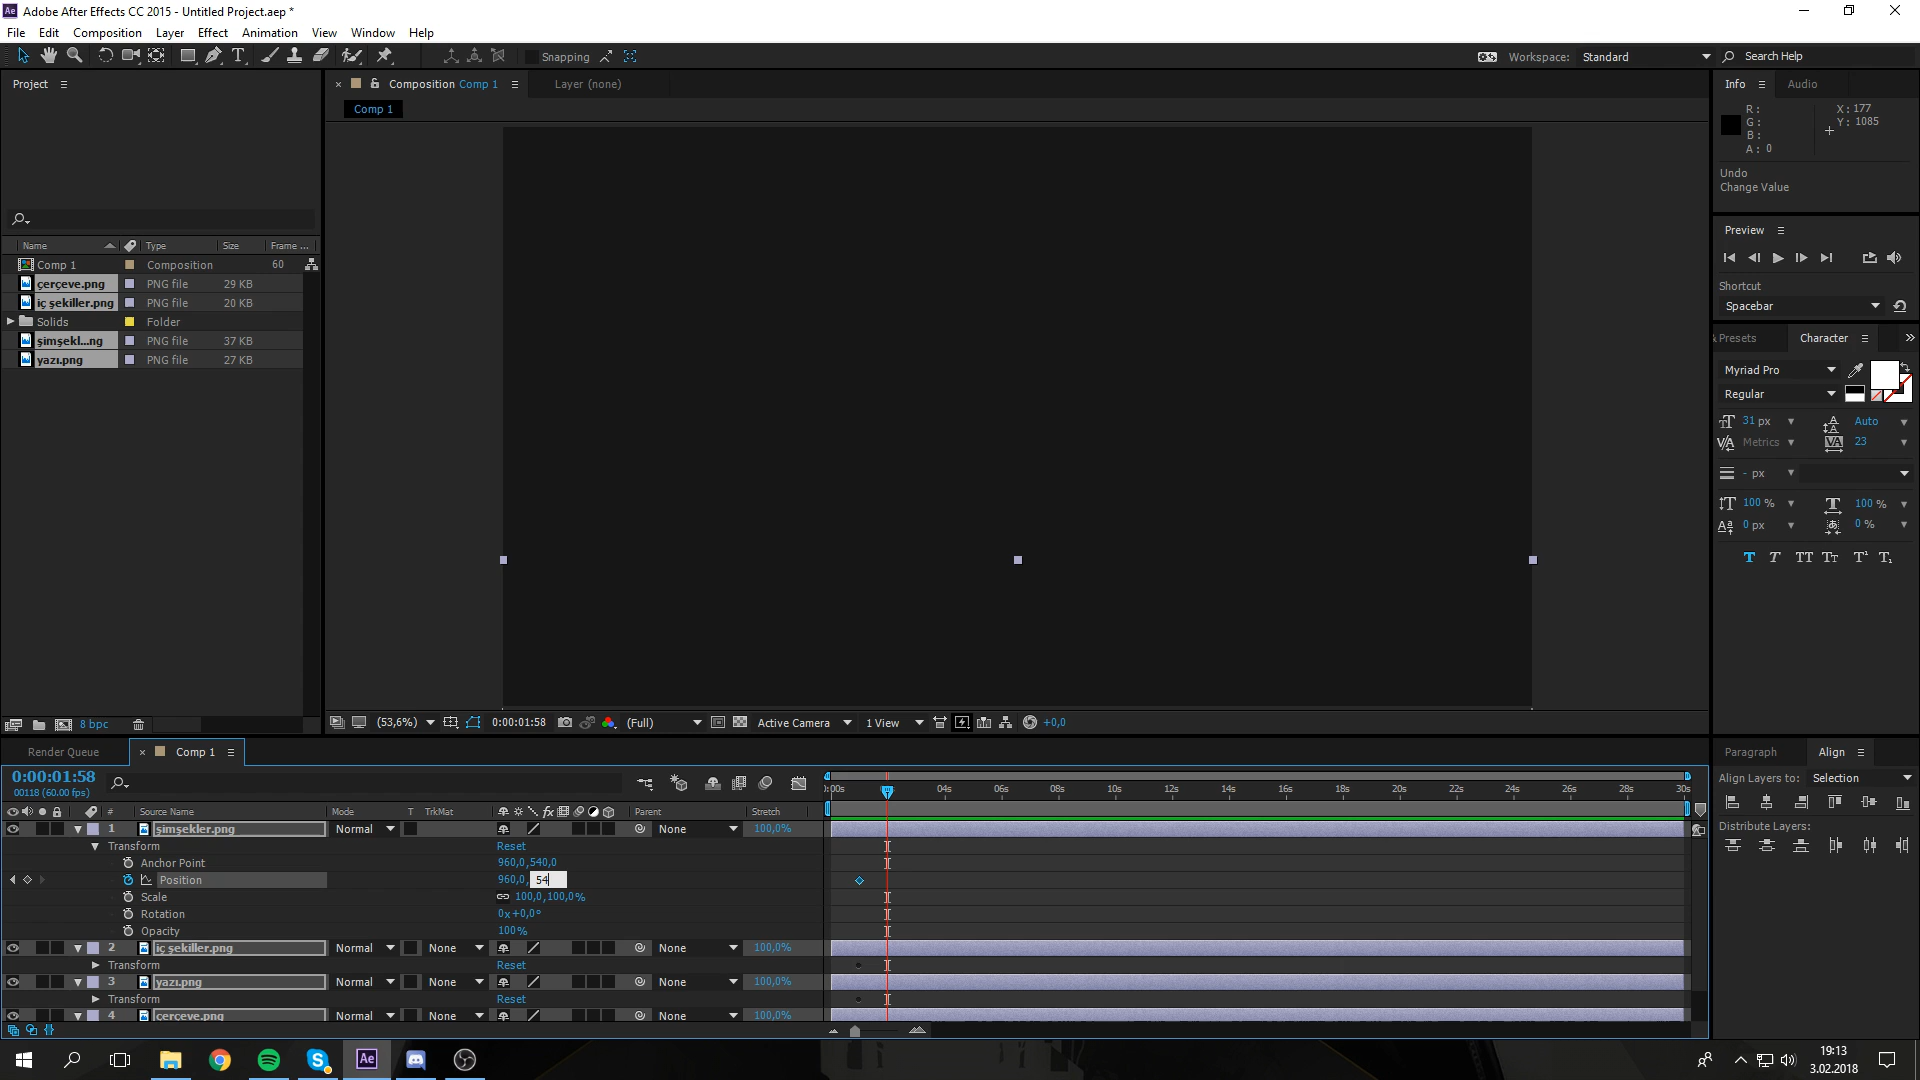 Adobe After Effects CC 2015 - Untitled Project.aep *
File Edit Composition Layer Effect Animation View Window Help
Snapping
Workspace: Standard
Search Help
Project
Composition Comp 1
Layer (none)
Comp 1
Name Type Size Frame ...
Comp 1 Composition 60
çerçeve.png PNG file 29 KB
iç şekiller.png PNG file 20 KB
Solids Folder
şimşekl...ng PNG file 37 KB
yazı.png PNG file 27 KB
8 bpc
(53,6%) 0:00:01:58 (Full) Active Camera 1 View +0,0
Info Audio
R: X: 177
G: Y: 1085
B:
A: 0
Undo
Change Value
Preview
Shortcut
Spacebar
& Presets Character
Myriad Pro
Regular
31 px Auto
Metrics 23
- px
100 % 100 %
0 px 0 %
T T TT Tт T¹ T₁
Render Queue Comp 1
0:00:01:58
00118 (60.00 fps)
# Source Name Mode T TrkMat Parent Stretch
:00s 04s 06s 08s 10s 12s 14s 16s 18s 20s 22s 24s 26s 28s 30s
1 şimşekler.png Normal None 100,0%
Transform Reset
Anchor Point 960,0,540,0
Position 960,0, 54
Scale 100,0,100,0%
Rotation 0x+0,0°
Opacity 100%
2 iç şekiller.png Normal None None 100,0%
Transform Reset
3 yazı.png Normal None None 100,0%
Transform Reset
4 çerçeve.png Normal None None 100,0%
Paragraph Align
Align Layers to: Selection
Distribute Layers:
Ae
19:13
3.02.2018